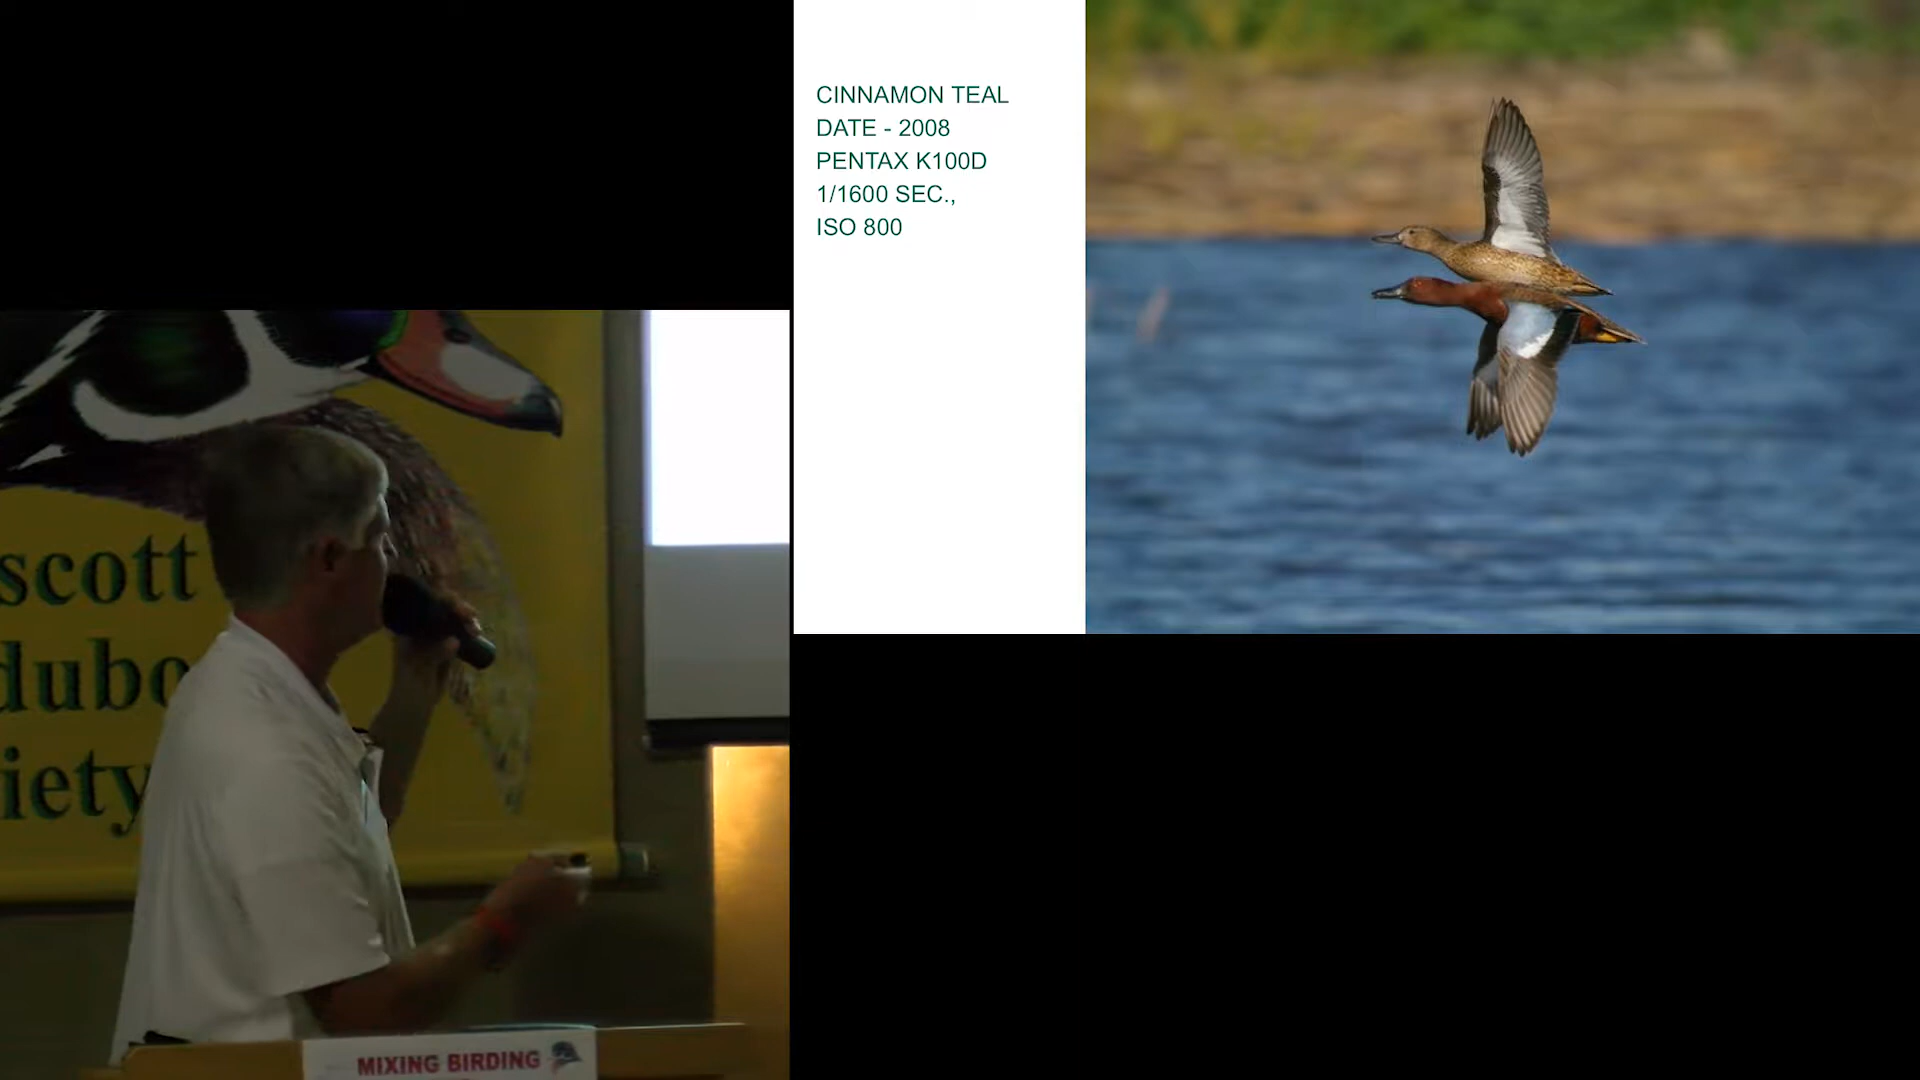 CINNAMON TEAL
DATE - 2008
PENTAX K100D
1/1600 SEC.,
ISO 800
scott
dubo
iety
MIXING BIRDING